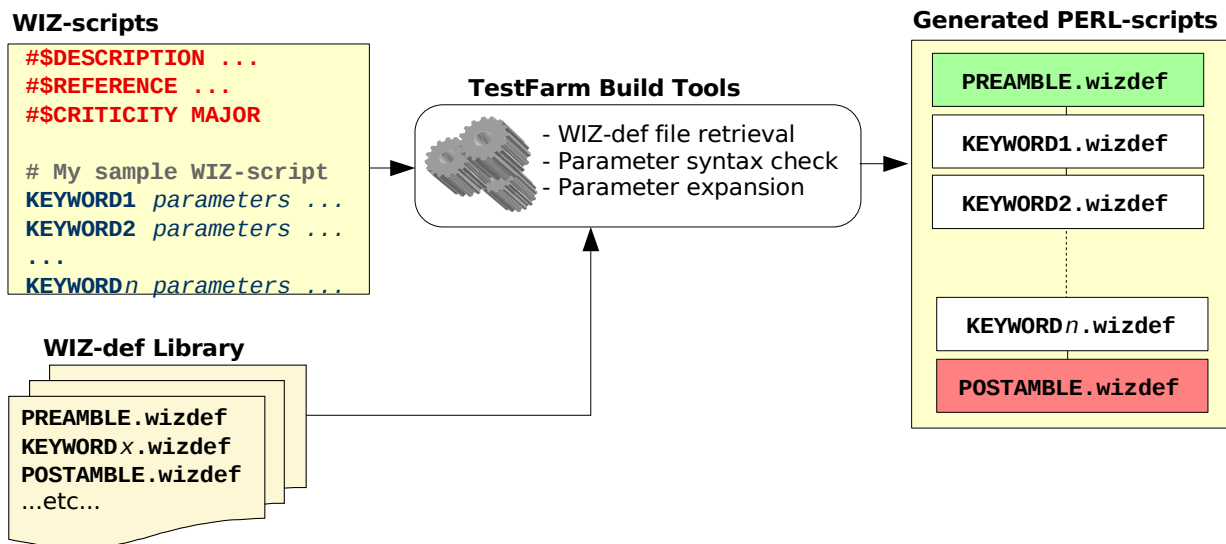 WIZ-scripts
#$DESCRIPTION ...
#$REFERENCE ...
#$CRITICITY MAJOR
# My sample WIZ-script
KEYWORD1 parameters ...
KEYWORD2 parameters ...
...
KEYWORDn parameters ...
WIZ-def Library
PREAMBLE.wizdef
KEYWORDx.wizdef
POSTAMBLE.wizdef
...etc...
TestFarm Build Tools
- WIZ-def file retrieval
- Parameter syntax check
- Parameter expansion
Generated PERL-scripts
PREAMBLE.wizdef
KEYWORD1.wizdef
KEYWORD2.wizdef
KEYWORDn.wizdef
POSTAMBLE.wizdef